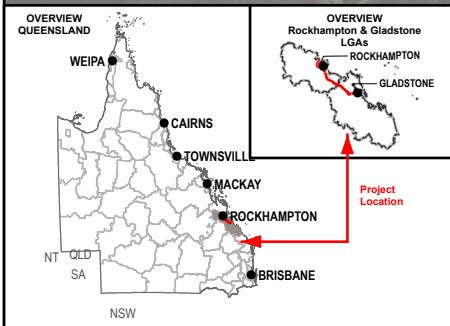 OVERVIEW
QUEENSLAND
WEIPA
CAIRNS
TOWNSVILLE
MACKAY
ROCKHAMPTON
BRISBANE
NT
QLD
SA
NSW
OVERVIEW
Rockhampton & Gladstone
LGAs
ROCKHAMPTON
GLADSTONE
Project
Location